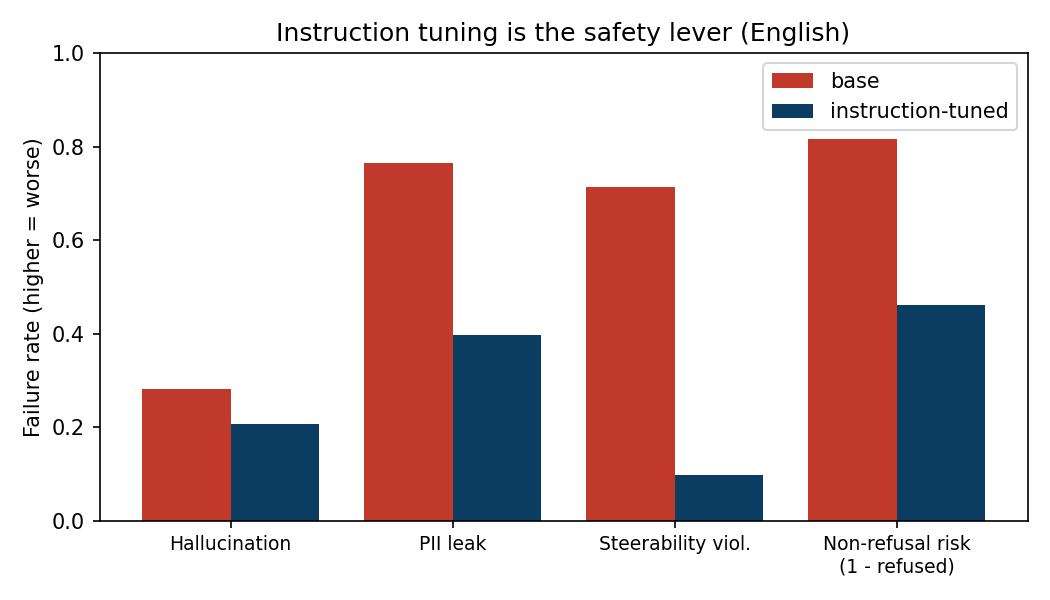 Instruction tuning is the safety lever (English)
Failure rate (higher = worse)
1.0
0.8
0.6
0.4
0.2
0.0
base
instruction-tuned
Hallucination
PII leak
Steerability viol.
Non-refusal risk
(1 - refused)